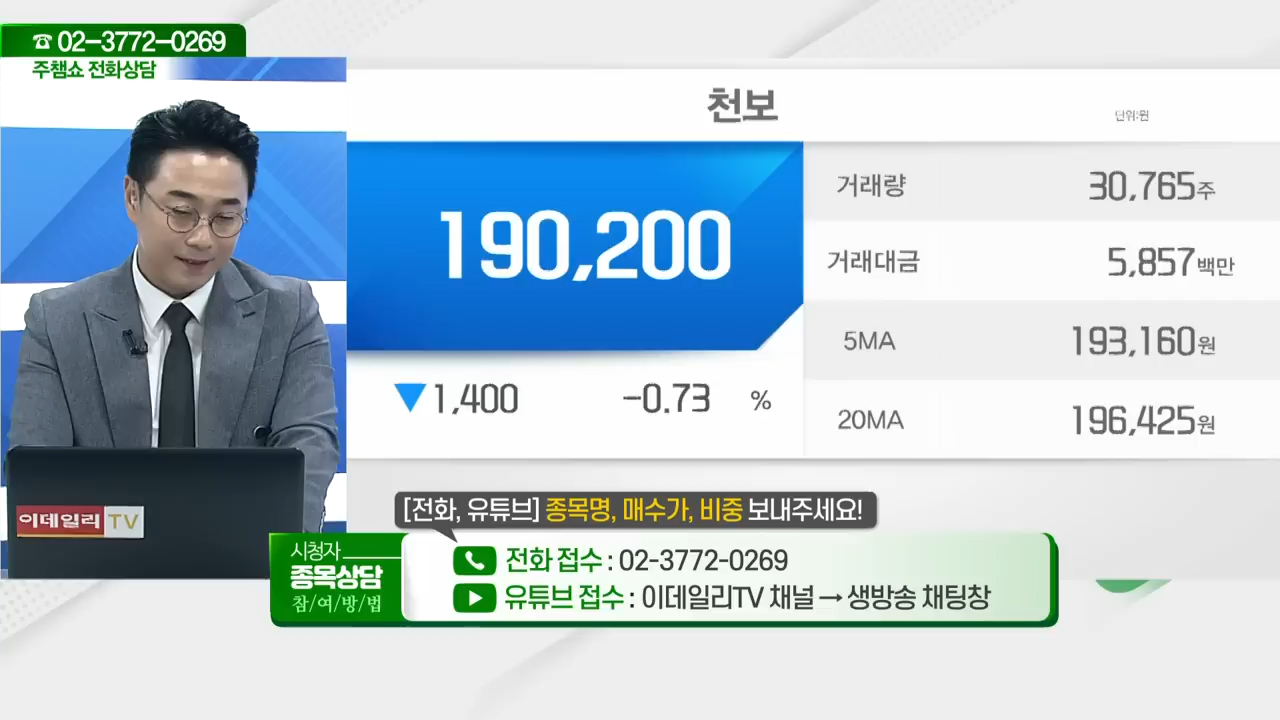 ☎ 02-3772-0269
주챔쇼 전화상담
천보
단위:원
190,200
▼1,400 -0.73 %
거래량 30,765주
거래대금 5,857백만
5MA 193,160원
20MA 196,425원
이데일리 TV
[전화, 유튜브] 종목명, 매수가, 비중 보내주세요!
시청자
종목상담
참/여/방/법
전화 접수 : 02-3772-0269
유튜브 접수 : 이데일리TV 채널 → 생방송 채팅창